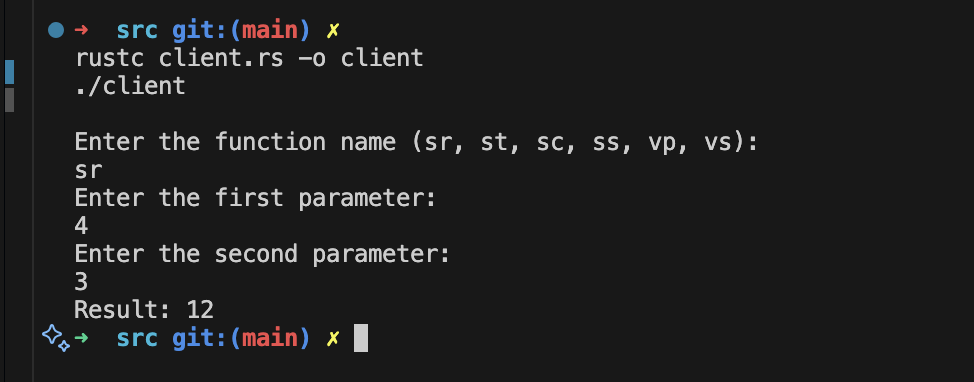 ➜ src git:(main) ✗
rustc client.rs -o client
./client
Enter the function name (sr, st, sc, ss, vp, vs):
sr
Enter the first parameter:
4
Enter the second parameter:
3
Result: 12
➜ src git:(main) ✗